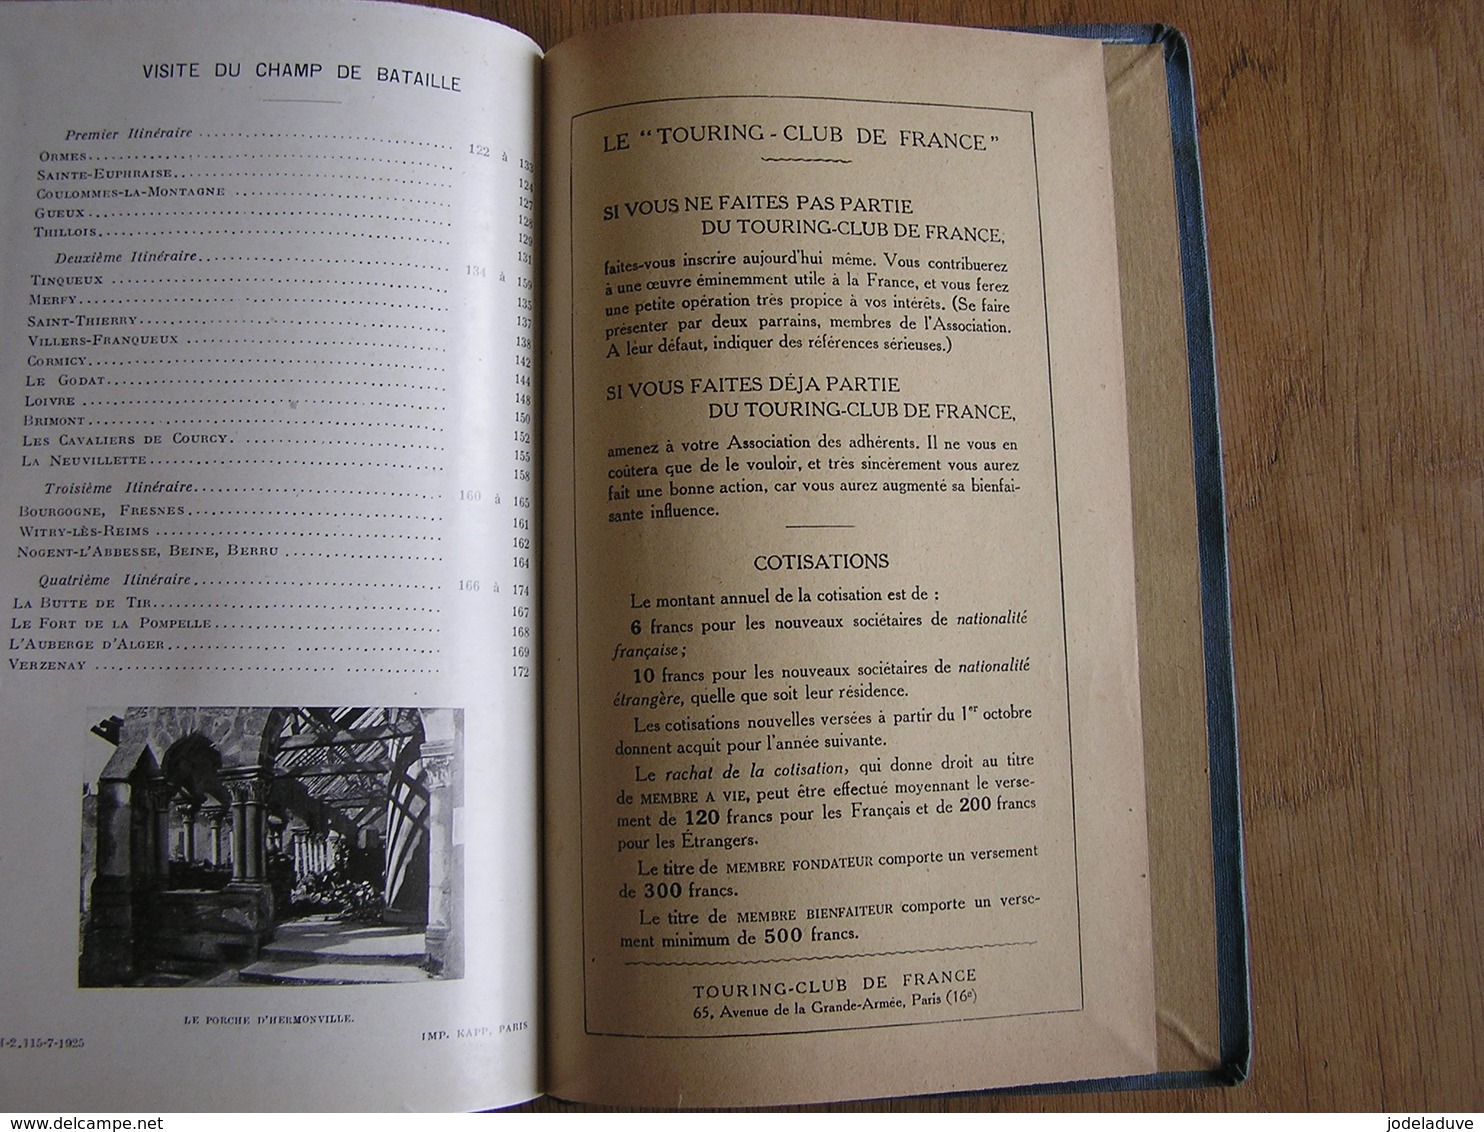 VISITE DU CHAMP DE BATAILLE
Premier Itinéraire 122 à 133
ORMES 124
SAINTE-EUPHRAISE 127
COULOMMES-LA-MONTAGNE 128
GUEUX 129
THILLOIS 131
Deuxième Itinéraire 134 à 159
TINQUEUX 135
MERFY 137
SAINT-THIERRY 138
VILLERS-FRANQUEUX 142
CORMICY 144
LE GODAT 148
LOIVRE 150
BRIMONT 152
LES CAVALIERS DE COURCY 155
LA NEUVILLETTE 158
Troisième Itinéraire 160 à 165
BOURGOGNE, FRESNES 161
WITRY-LÈS-REIMS 162
NOGENT-L'ABBESSE, BEINE, BERRU 164
Quatrième Itinéraire 166 à 174
LA BUTTE DE TIR 167
LE FORT DE LA POMPELLE 168
L'AUBERGE D'ALGER 169
VERZENAY 172
LE PORCHE D'HERMONVILLE.
IMP. KAPP, PARIS
-2.115-7-1925
LE "TOURING-CLUB DE FRANCE"
SI VOUS NE FAITES PAS PARTIE
DU TOURING-CLUB DE FRANCE,
faites-vous inscrire aujourd'hui même. Vous contribuerez
à une œuvre éminemment utile à la France, et vous ferez
une petite opération très propice à vos intérêts. (Se faire
présenter par deux parrains, membres de l'Association.
A leur défaut, indiquer des références sérieuses.)
SI VOUS FAITES DÉJA PARTIE
DU TOURING-CLUB DE FRANCE,
amenez à votre Association des adhérents. Il ne vous en
coûtera que de le vouloir, et très sincèrement vous aurez
fait une bonne action, car vous aurez augmenté sa bienfai-
sante influence.
COTISATIONS
Le montant annuel de la cotisation est de :
6 francs pour les nouveaux sociétaires de nationalité
française ;
10 francs pour les nouveaux sociétaires de nationalité
étrangère, quelle que soit leur résidence.
Les cotisations nouvelles versées à partir du 1er octobre
donnent acquit pour l'année suivante.
Le rachat de la cotisation, qui donne droit au titre
de MEMBRE A VIE, peut être effectué moyennant le verse-
ment de 120 francs pour les Français et de 200 francs
pour les Étrangers.
Le titre de MEMBRE FONDATEUR comporte un versement
de 300 francs.
Le titre de MEMBRE BIENFAITEUR comporte un verse-
ment minimum de 500 francs.
TOURING-CLUB DE FRANCE
65, Avenue de la Grande-Armée, Paris (16e)
www.delcampe.net
jodeladuve